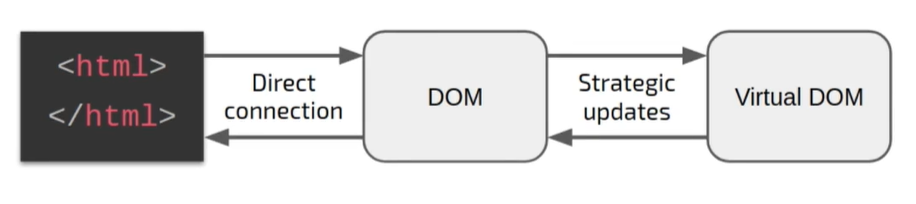 <html>
</html>
Direct
connection
DOM
Strategic
updates
Virtual DOM